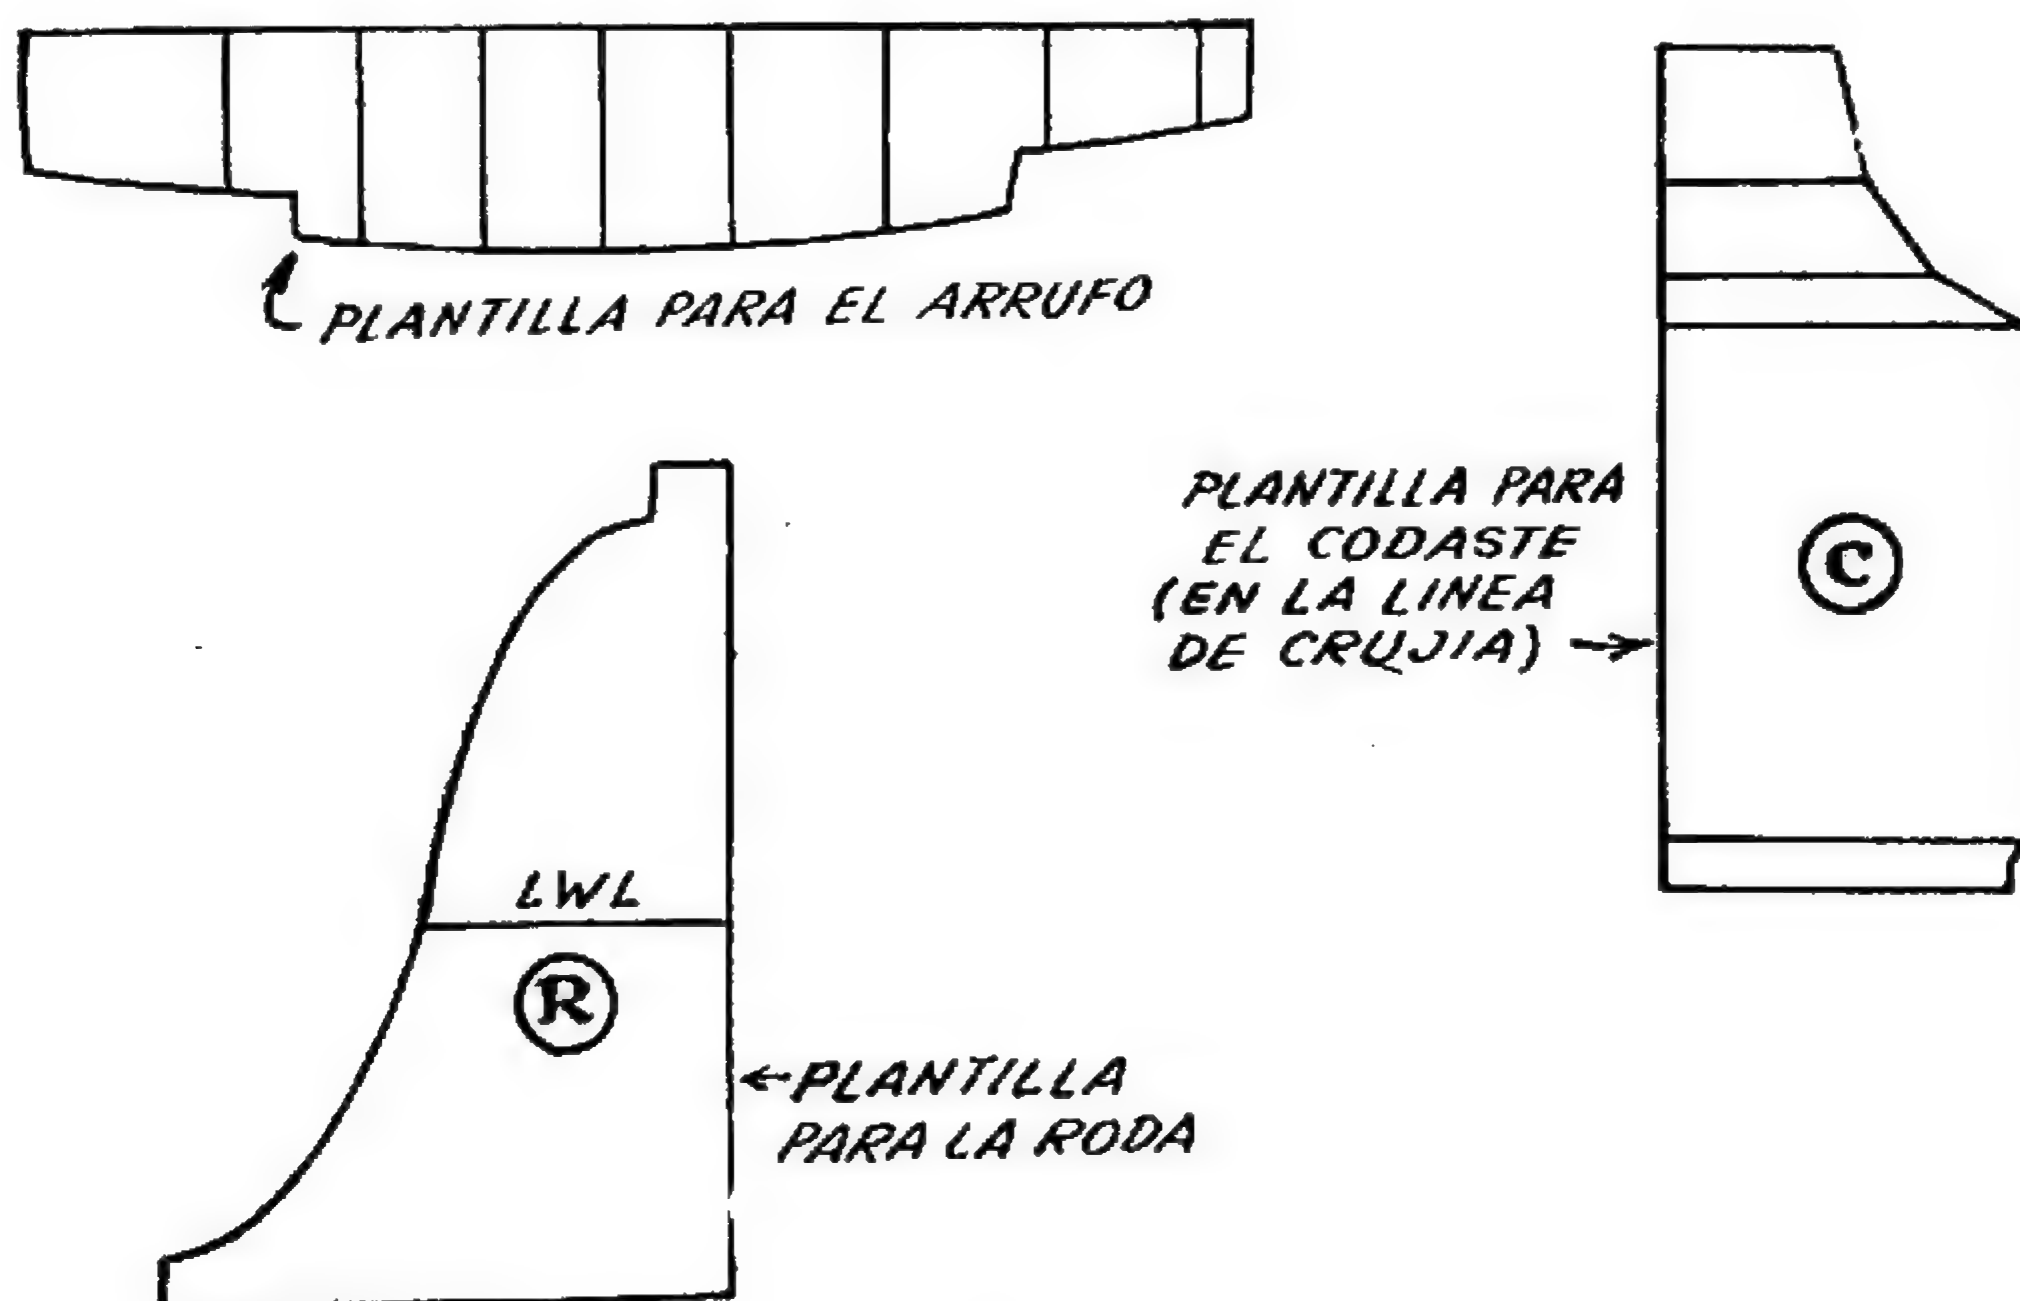 PLANTILLA PARA EL ARRUFO
PLANTILLA PARA
EL CODASTE
(EN LA LINEA
DE CRUJIA)
C
LWL
R
PLANTILLA
PARA LA RODA